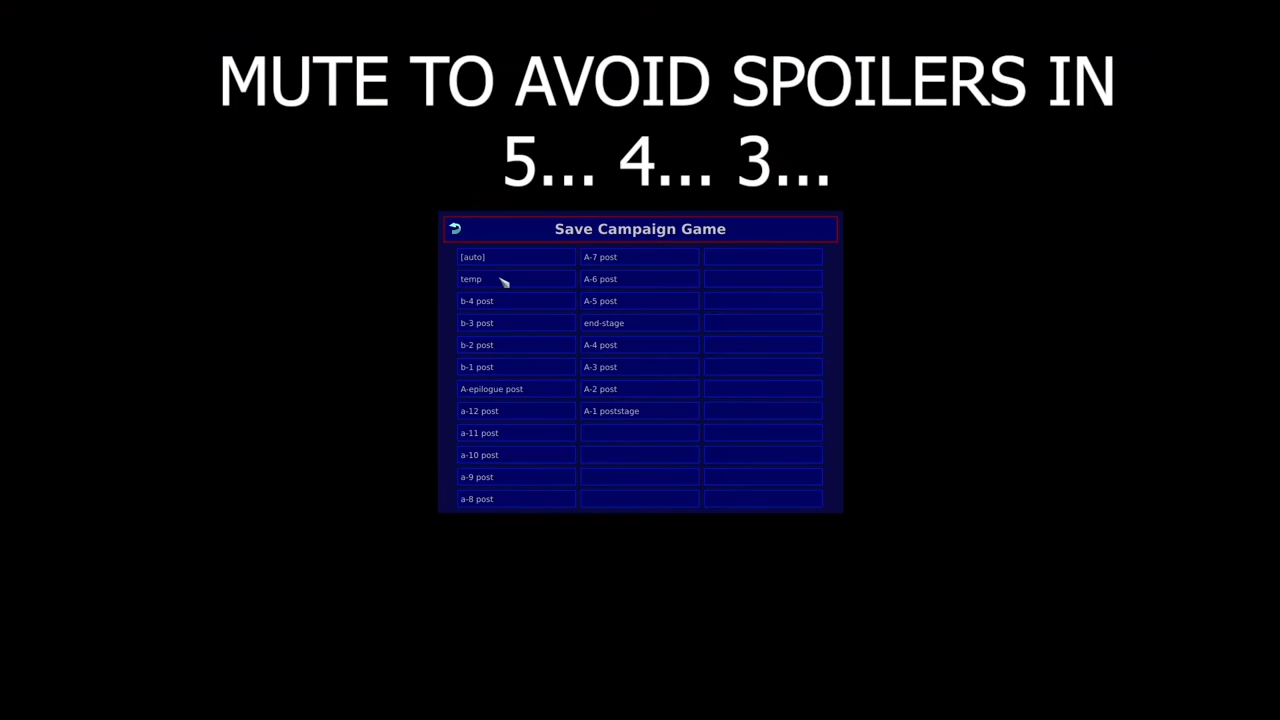 MUTE TO AVOID SPOILERS IN
5... 4... 3...
Save Campaign Game
[auto]
temp
b-4 post
b-3 post
b-2 post
b-1 post
A-epilogue post
a-12 post
a-11 post
a-10 post
a-9 post
a-8 post
A-7 post
A-6 post
A-5 post
end-stage
A-4 post
A-3 post
A-2 post
A-1 poststage